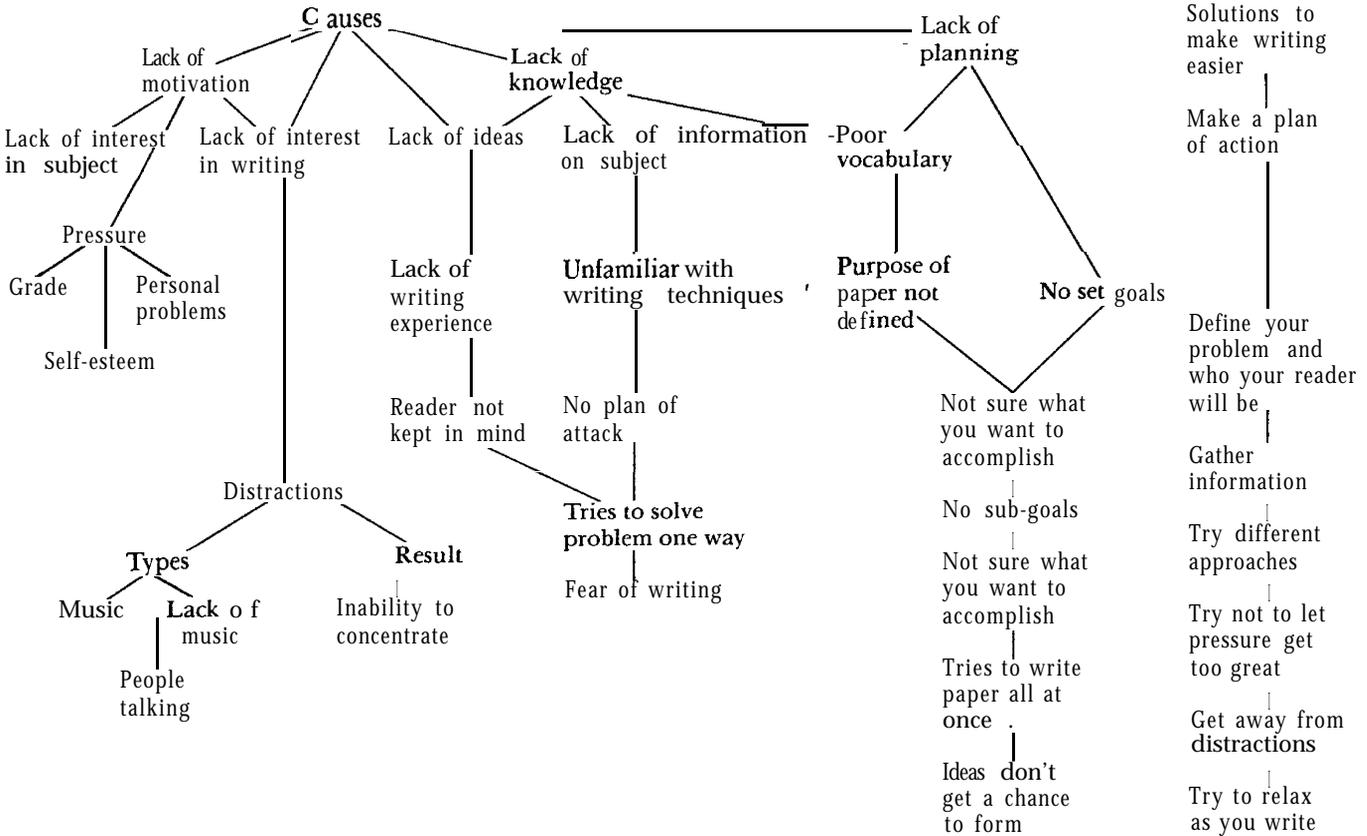 Causes
Lack of
motivation
Lack of
knowledge
Lack of
planning
Lack of interest
in subject
Lack of interest
in writing
Lack of ideas
Lack of information
on subject
-Poor
vocabulary
Pressure
Grade
Personal
problems
Self-esteem
Lack of
writing
experience
Unfamiliar with
writing techniques '
Purpose of
paper not
defined
No set goals
Reader not
kept in mind
No plan of
attack
Not sure what
you want to
accomplish
Distractions
Tries to solve
problem one way
No sub-goals
Types
Result
Fear of writing
Not sure what
you want to
accomplish
Music
Lack of
music
Inability to
concentrate
People
talking
Tries to write
paper all at
once .
Ideas don't
get a chance
to form
Solutions to
make writing
easier
Make a plan
of action
Define your
problem and
who your reader
will be
Gather
information
Try different
approaches
Try not to let
pressure get
too great
Get away from
distractions
Try to relax
as you write